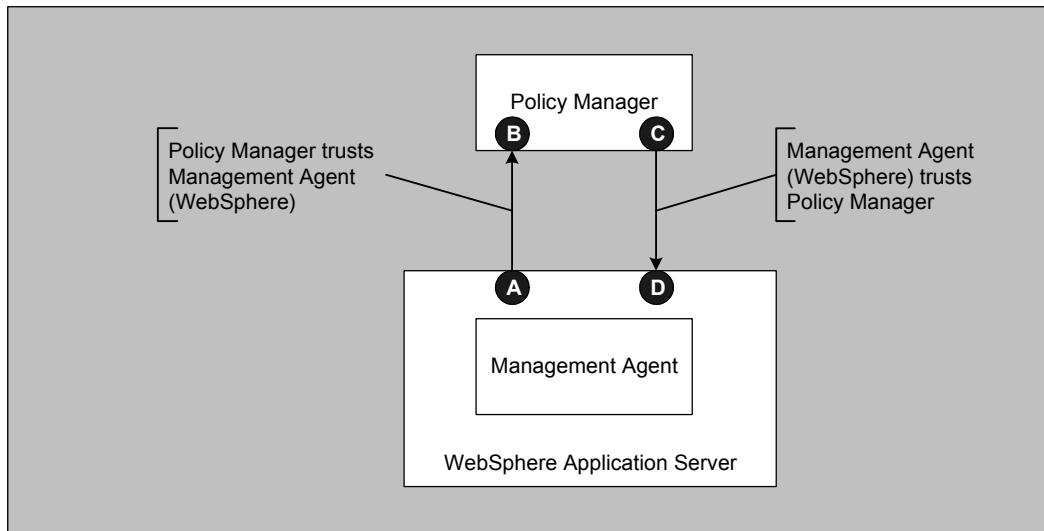 Policy Manager
B
C
Policy Manager trusts
Management Agent
(WebSphere)
Management Agent
(WebSphere) trusts
Policy Manager
A
D
Management Agent
WebSphere Application Server